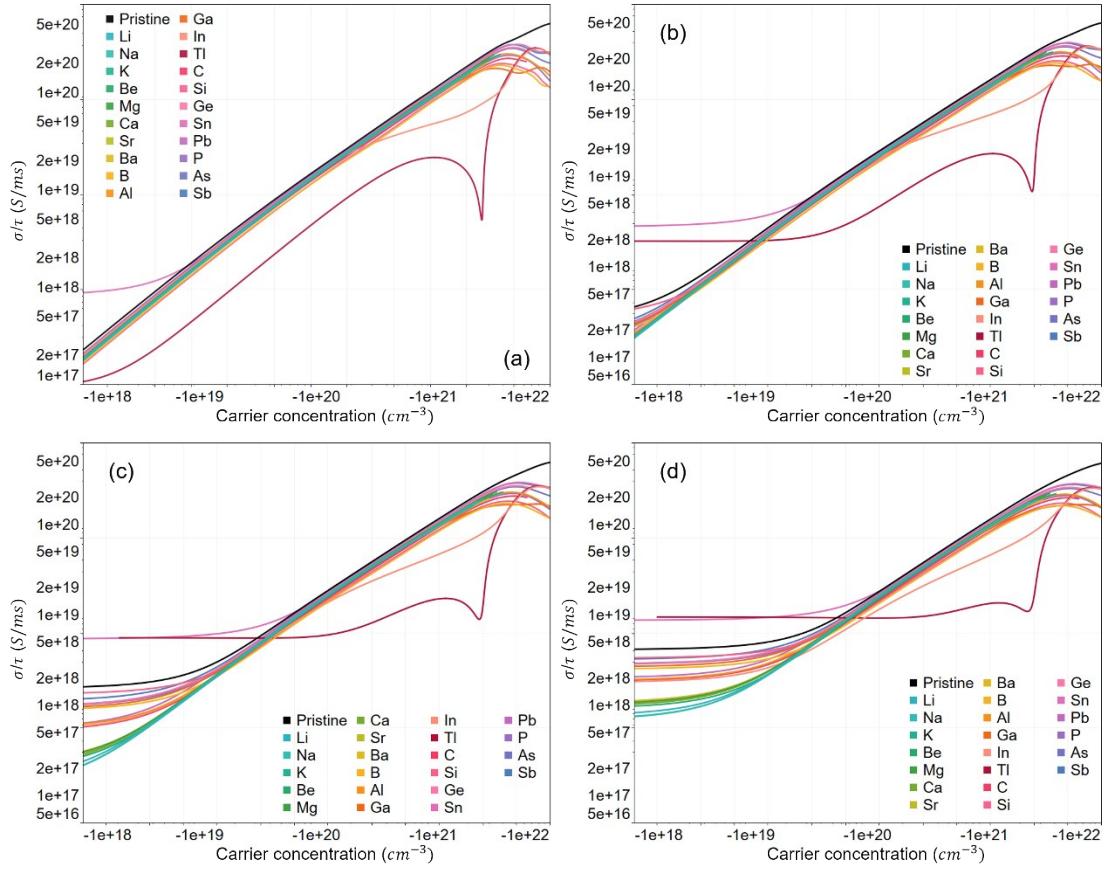 5e+20
2e+20
1e+20
5e+19
2e+19
1e+19
5e+18
2e+18
1e+18
5e+17
2e+17
1e+17
σ/τ (S/ms)
Pristine
Li
Na
K
Be
Mg
Ca
Sr
Ba
B
Al
Ga
In
Tl
C
Si
Ge
Sn
Pb
P
As
Sb
(a)
-1e+18
-1e+19
-1e+20
-1e+21
-1e+22
Carrier concentration (cm⁻³)
5e+20
2e+20
1e+20
5e+19
2e+19
1e+19
5e+18
2e+18
1e+18
5e+17
2e+17
1e+17
5e+16
σ/τ (S/ms)
(b)
Pristine
Li
Na
K
Be
Mg
Ca
Sr
Ba
B
Al
Ga
In
Tl
C
Si
Ge
Sn
Pb
P
As
Sb
-1e+18
-1e+19
-1e+20
-1e+21
-1e+22
Carrier concentration (cm⁻³)
5e+20
2e+20
1e+20
5e+19
2e+19
1e+19
5e+18
2e+18
1e+18
5e+17
2e+17
1e+17
5e+16
σ/τ (S/ms)
(c)
Pristine
Li
Na
K
Be
Mg
Ca
Sr
Ba
B
Al
Ga
In
Tl
C
Si
Ge
Sn
Pb
P
As
Sb
-1e+18
-1e+19
-1e+20
-1e+21
-1e+22
Carrier concentration (cm⁻³)
5e+20
2e+20
1e+20
5e+19
2e+19
1e+19
5e+18
2e+18
1e+18
5e+17
2e+17
1e+17
5e+16
σ/τ (S/ms)
(d)
Pristine
Li
Na
K
Be
Mg
Ca
Sr
Ba
B
Al
Ga
In
Tl
C
Si
Ge
Sn
Pb
P
As
Sb
-1e+18
-1e+19
-1e+20
-1e+21
-1e+22
Carrier concentration (cm⁻³)